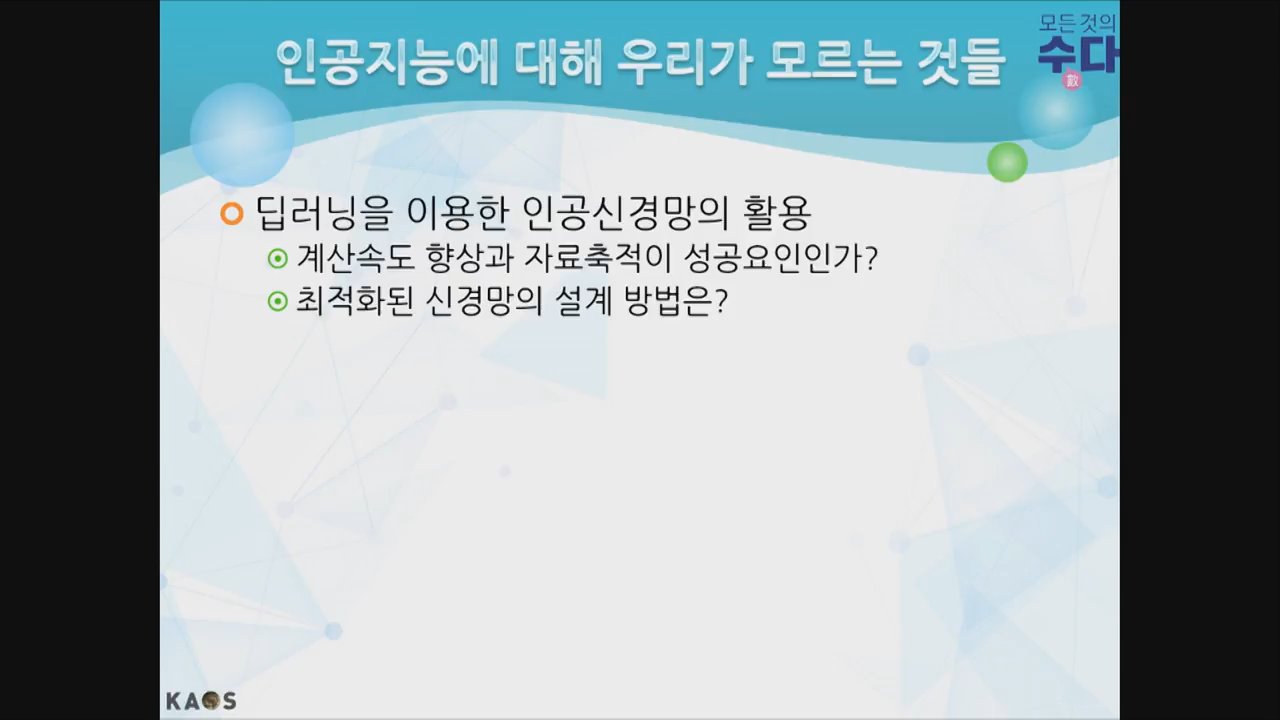 모든 것의
수다
數
인공지능에 대해 우리가 모르는 것들
딥러닝을 이용한 인공신경망의 활용
계산속도 향상과 자료축적이 성공요인인가?
최적화된 신경망의 설계 방법은?
KAOS